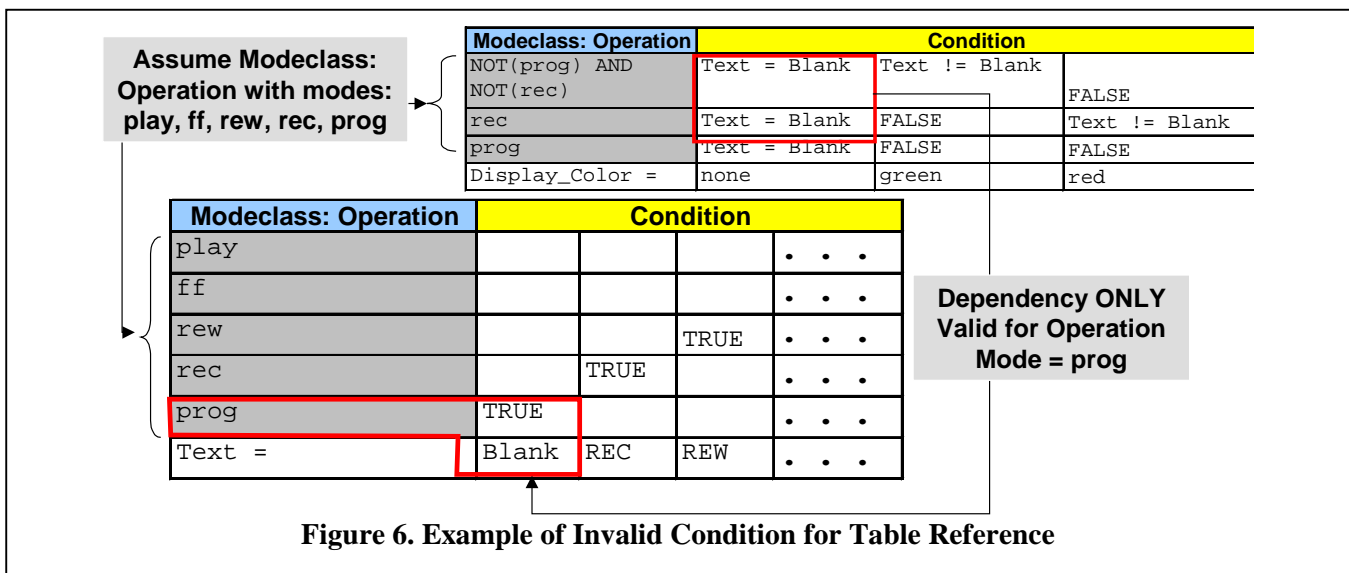 Assume Modeclass:
Operation with modes:
play, ff, rew, rec, prog
Modeclass: Operation Condition
NOT(prog) AND Text = Blank Text != Blank
NOT(rec) FALSE
rec Text = Blank FALSE Text != Blank
prog Text = Blank FALSE FALSE
Display_Color = none green red
Modeclass: Operation Condition
play . . .
ff . . .
rew TRUE . . .
rec TRUE . . .
prog TRUE . . .
Text = Blank REC REW . . .
Dependency ONLY
Valid for Operation
Mode = prog
Figure 6. Example of Invalid Condition for Table Reference